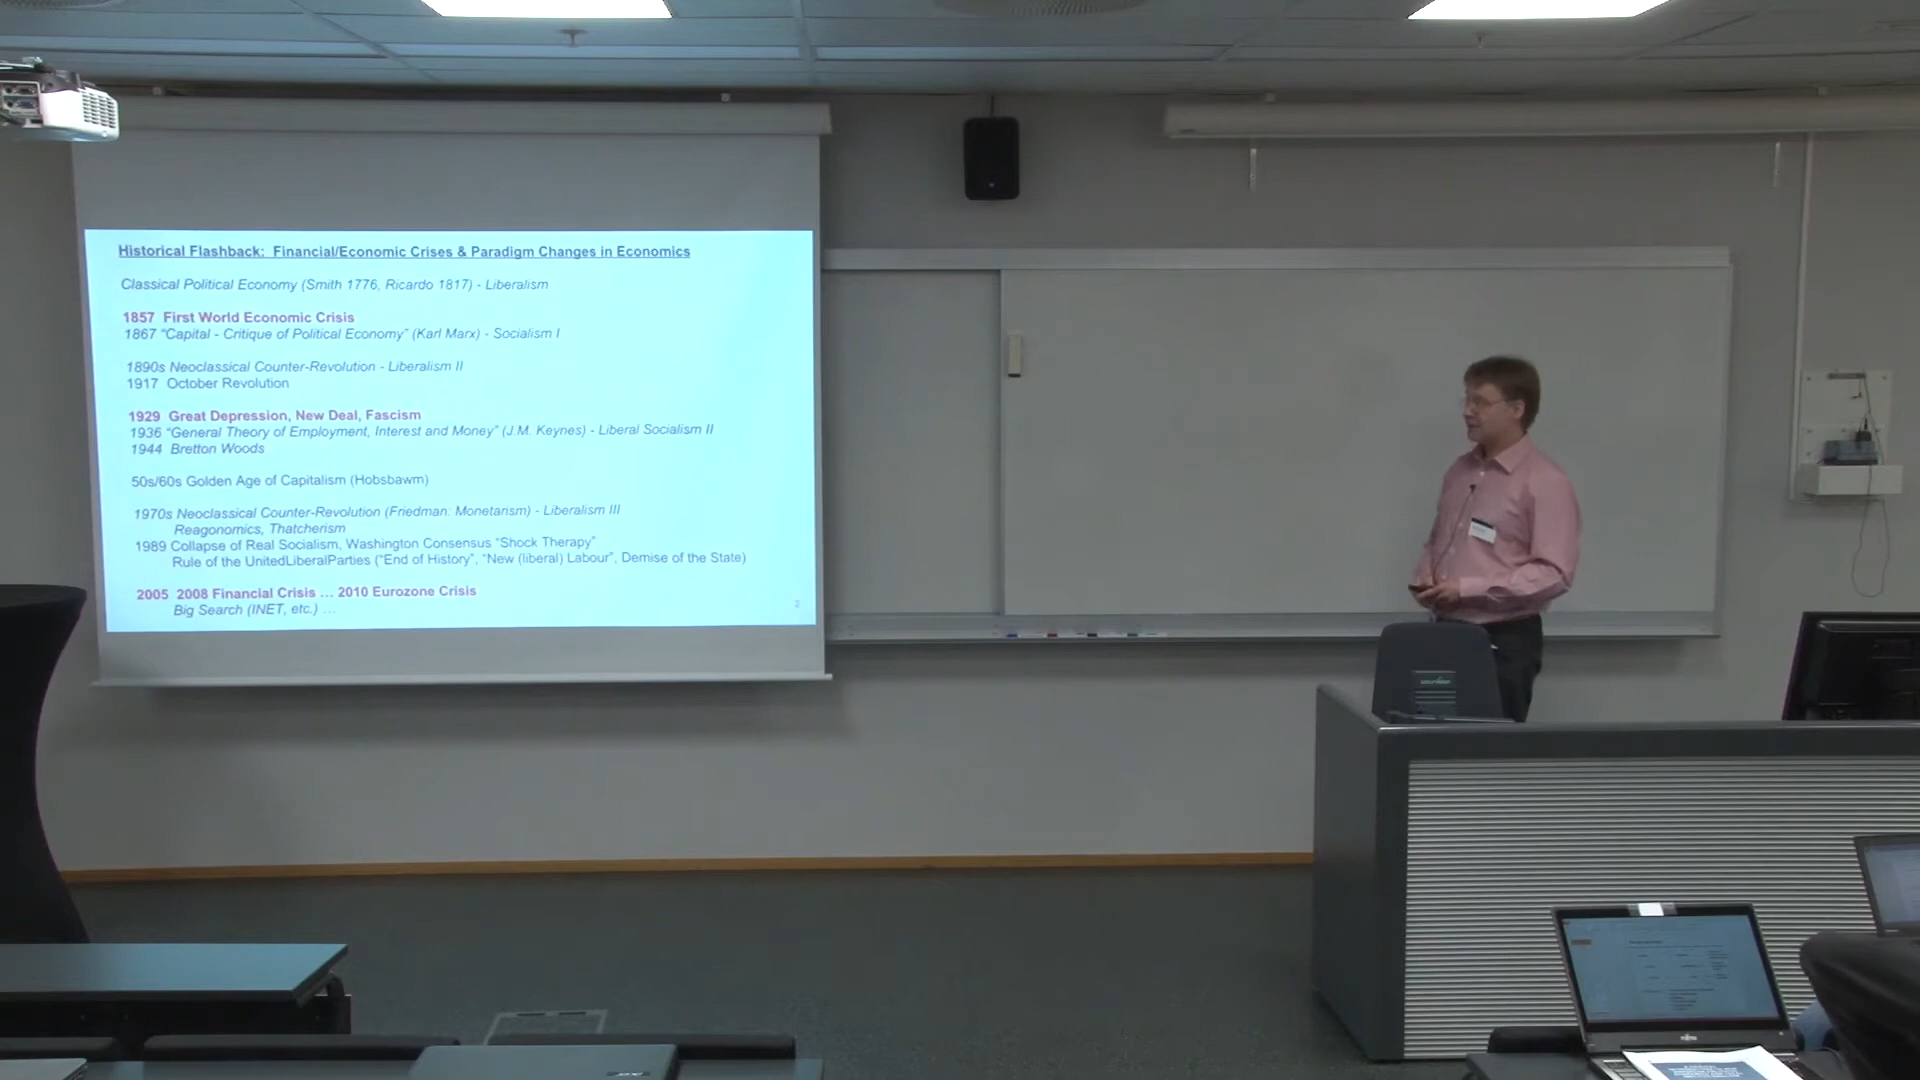 Historical Flashback: Financial/Economic Crises & Paradigm Changes in Economics
Classical Political Economy (Smith 1776, Ricardo 1817) - Liberalism
1857 First World Economic Crisis
1867 "Capital - Critique of Political Economy" (Karl Marx) - Socialism I
1890s Neoclassical Counter-Revolution - Liberalism II
1917 October Revolution
1929 Great Depression, New Deal, Fascism
1936 "General Theory of Employment, Interest and Money" (J.M. Keynes) - Liberal Socialism II
1944 Bretton Woods
50s/60s Golden Age of Capitalism (Hobsbawm)
1970s Neoclassical Counter-Revolution (Friedman: Monetarism) - Liberalism III
Reagonomics, Thatcherism
1989 Collapse of Real Socialism, Washington Consensus "Shock Therapy"
Rule of the UnitedLiberalParties ("End of History", "New (liberal) Labour", Demise of the State)
2005 2008 Financial Crisis ... 2010 Eurozone Crisis
Big Search (INET, etc.) ...
2